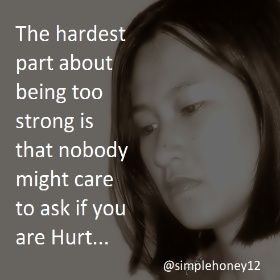 The hardest
part about
being too
strong is
that nobody
might care
to ask if you
are Hurt...
@simplehoney12